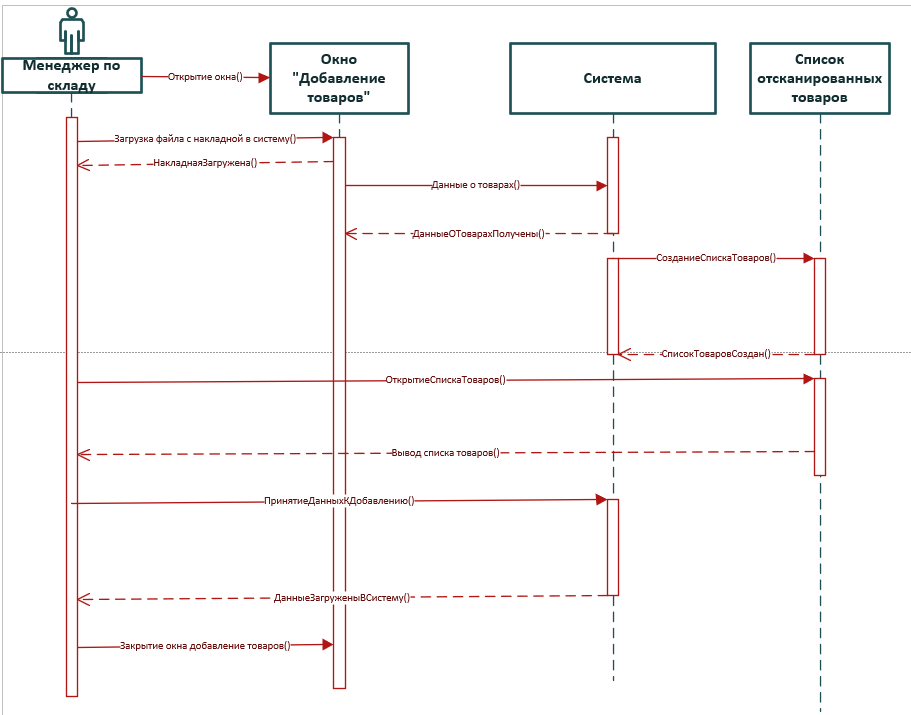 Менеджер по
складу
Открытие окна()
Окно
"Добавление
товаров"
Система
Список
отсканированных
товаров
Загрузка файла с накладной в систему()
НакладнаяЗагружена()
Данные о товарах()
ДанныеОТоварахПолучены()
СозданиеСпискаТоваров()
СписокТоваровСоздан()
ОткрытиеСпискаТоваров()
Вывод списка товаров()
ПринятиеДанныхКДобавлению()
ДанныеЗагруженыВСистему()
Закрытие окна добавление товаров()